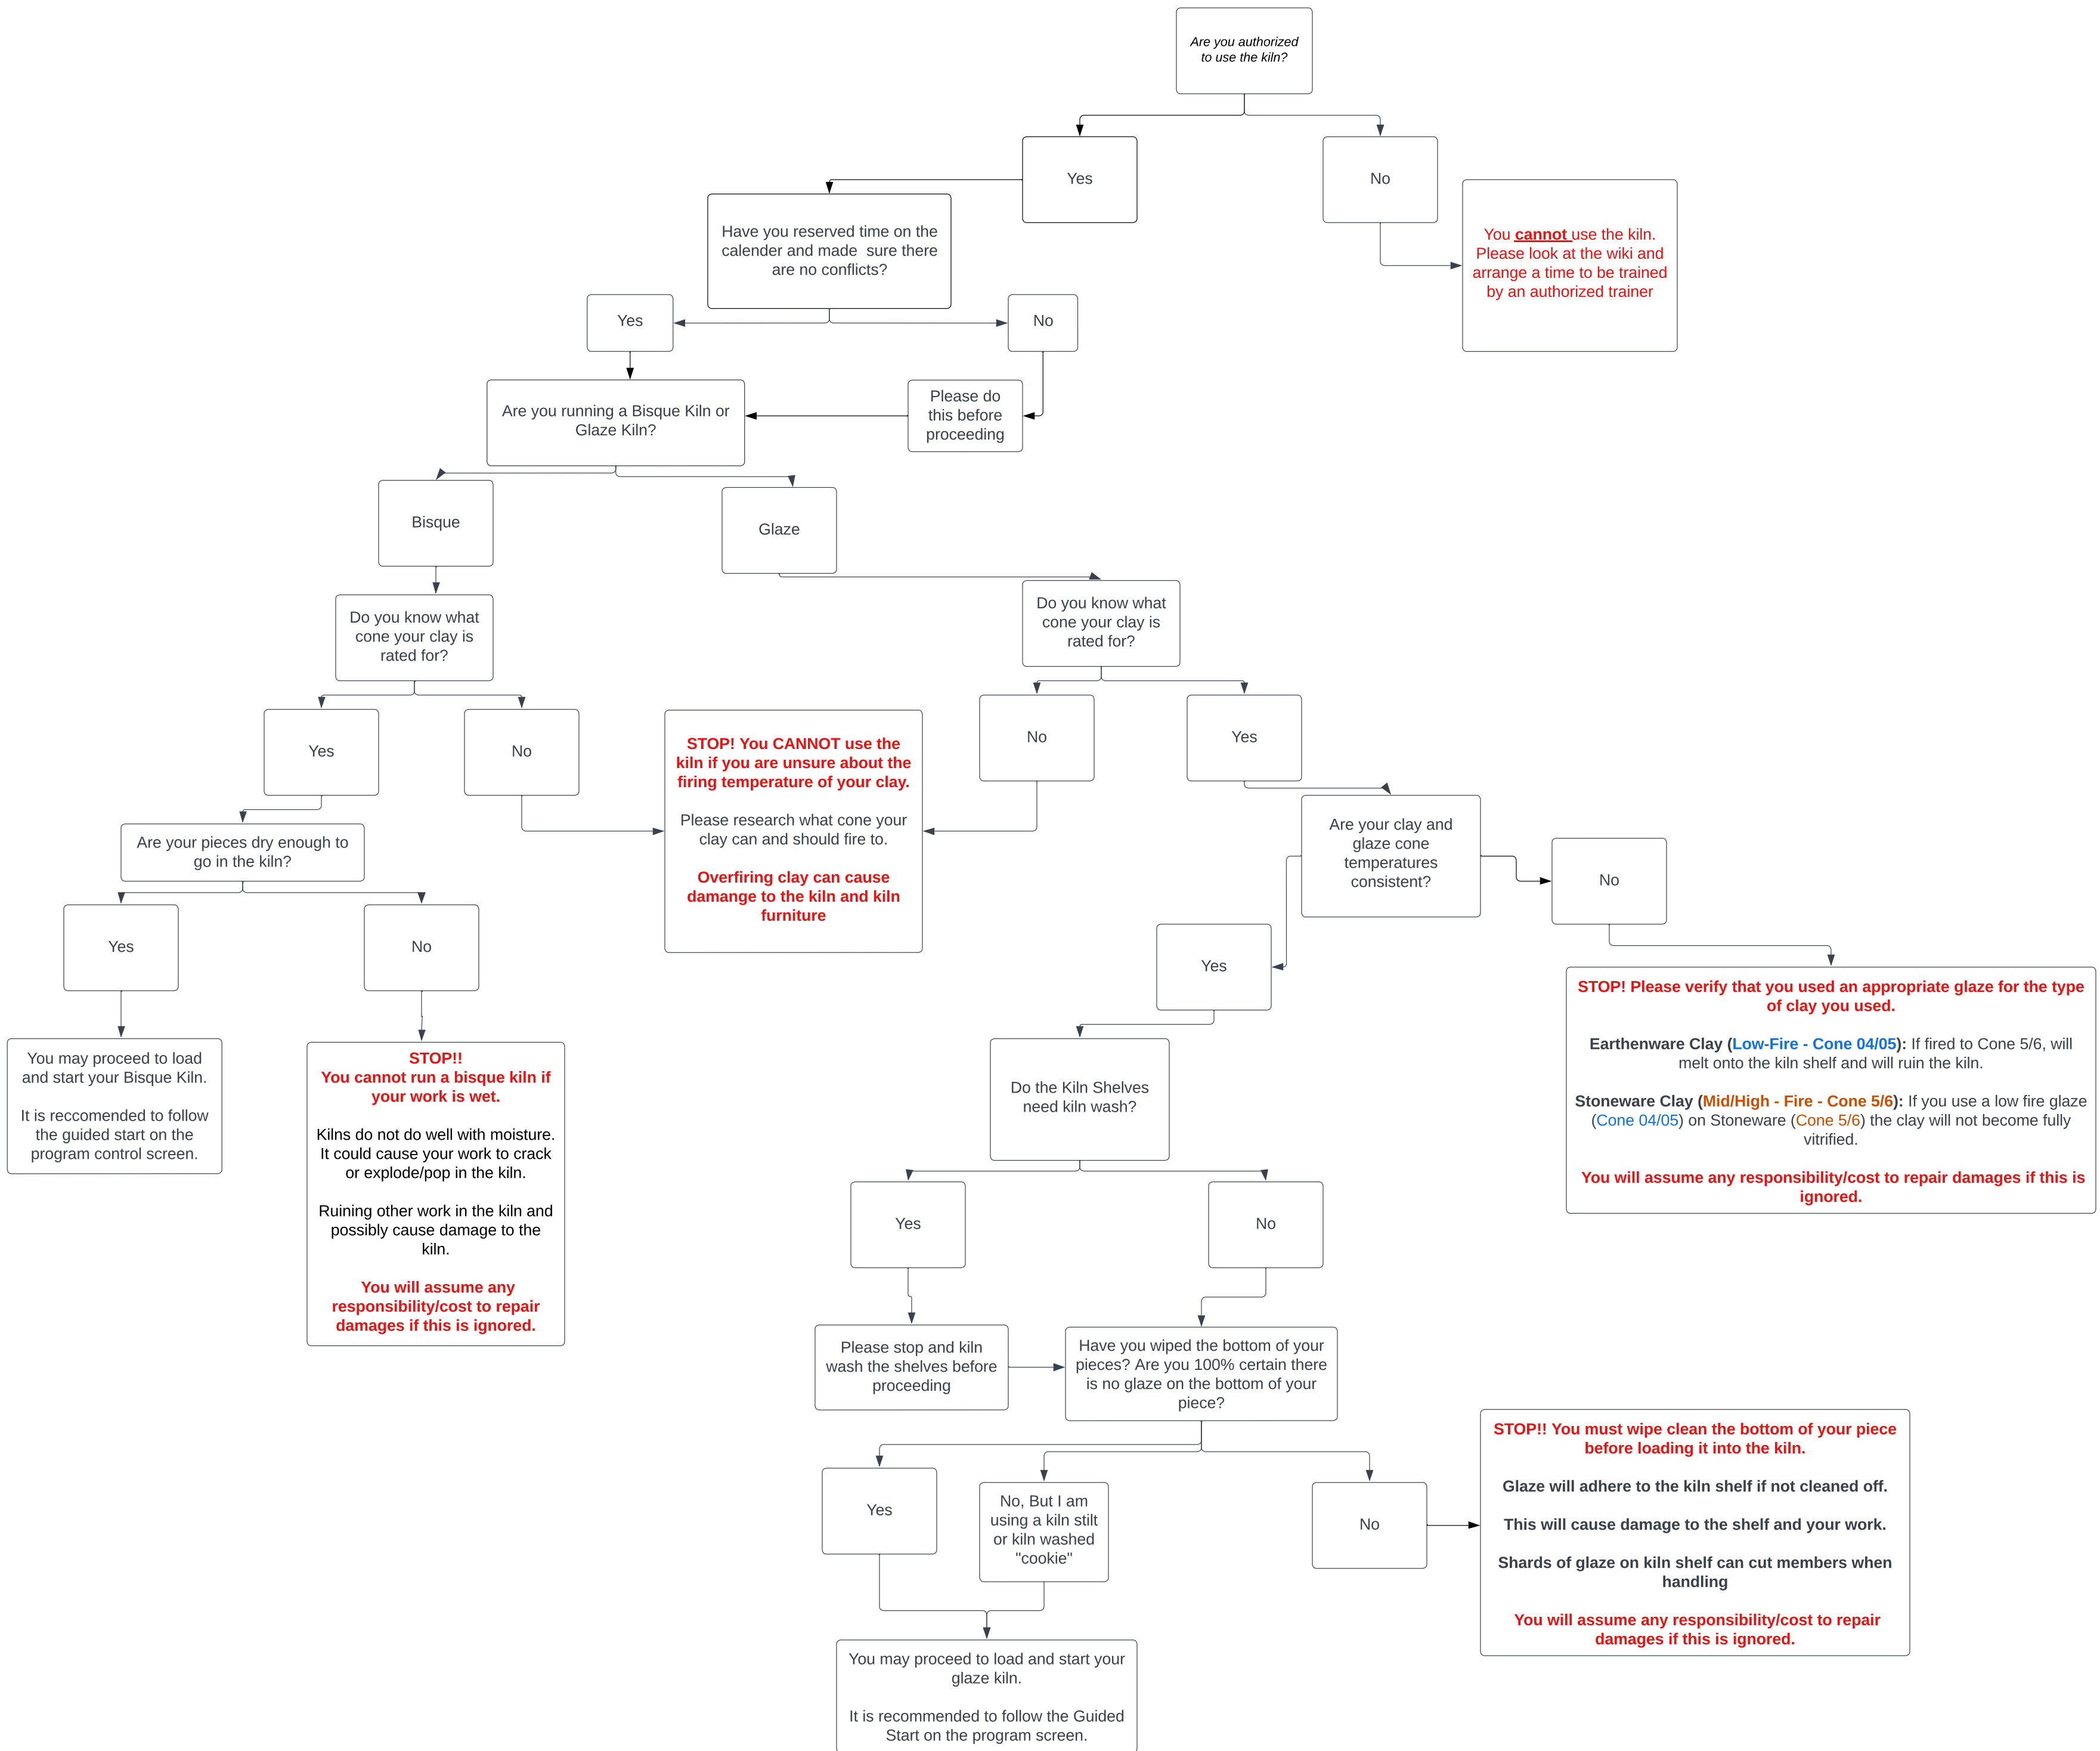 Are you authorized
to use the kiln?
Yes
No
You cannot use the kiln.
Please look at the wiki and
arrange a time to be trained
by an authorized trainer
Have you reserved time on the
calender and made  sure there
are no conflicts?
Yes
No
Please do
this before
proceeding
Are you running a Bisque Kiln or
Glaze Kiln?
Bisque
Glaze
Do you know what
cone your clay is
rated for?
Do you know what
cone your clay is
rated for?
Yes
No
STOP! You CANNOT use the
kiln if you are unsure about the
firing temperature of your clay.
Please research what cone your
clay can and should fire to.
Overfiring clay can cause
damange to the kiln and kiln
furniture
No
Yes
Are your pieces dry enough to
go in the kiln?
Are your clay and
glaze cone
temperatures
consistent?
No
Yes
No
Yes
STOP! Please verify that you used an appropriate glaze for the type
of clay you used.
Earthenware Clay (Low-Fire - Cone 04/05): If fired to Cone 5/6, will
melt onto the kiln shelf and will ruin the kiln.
Stoneware Clay (Mid/High - Fire - Cone 5/6): If you use a low fire glaze
(Cone 04/05) on Stoneware (Cone 5/6) the clay will not become fully
vitrified.
You will assume any responsibility/cost to repair damages if this is
ignored.
You may proceed to load
and start your Bisque Kiln.
It is reccomended to follow
the guided start on the
program control screen.
STOP!!
You cannot run a bisque kiln if
your work is wet.
Kilns do not do well with moisture.
It could cause your work to crack
or explode/pop in the kiln.
Ruining other work in the kiln and
possibly cause damage to the
kiln.
You will assume any
responsibility/cost to repair
damages if this is ignored.
Do the Kiln Shelves
need kiln wash?
Yes
No
Please stop and kiln
wash the shelves before
proceeding
Have you wiped the bottom of your
pieces? Are you 100% certain there
is no glaze on the bottom of your
piece?
Yes
No, But I am
using a kiln stilt
or kiln washed
"cookie"
No
STOP!! You must wipe clean the bottom of your piece
before loading it into the kiln.
Glaze will adhere to the kiln shelf if not cleaned off.
This will cause damage to the shelf and your work.
Shards of glaze on kiln shelf can cut members when
handling
You will assume any responsibility/cost to repair
damages if this is ignored.
You may proceed to load and start your
glaze kiln.
It is recommended to follow the Guided
Start on the program screen.